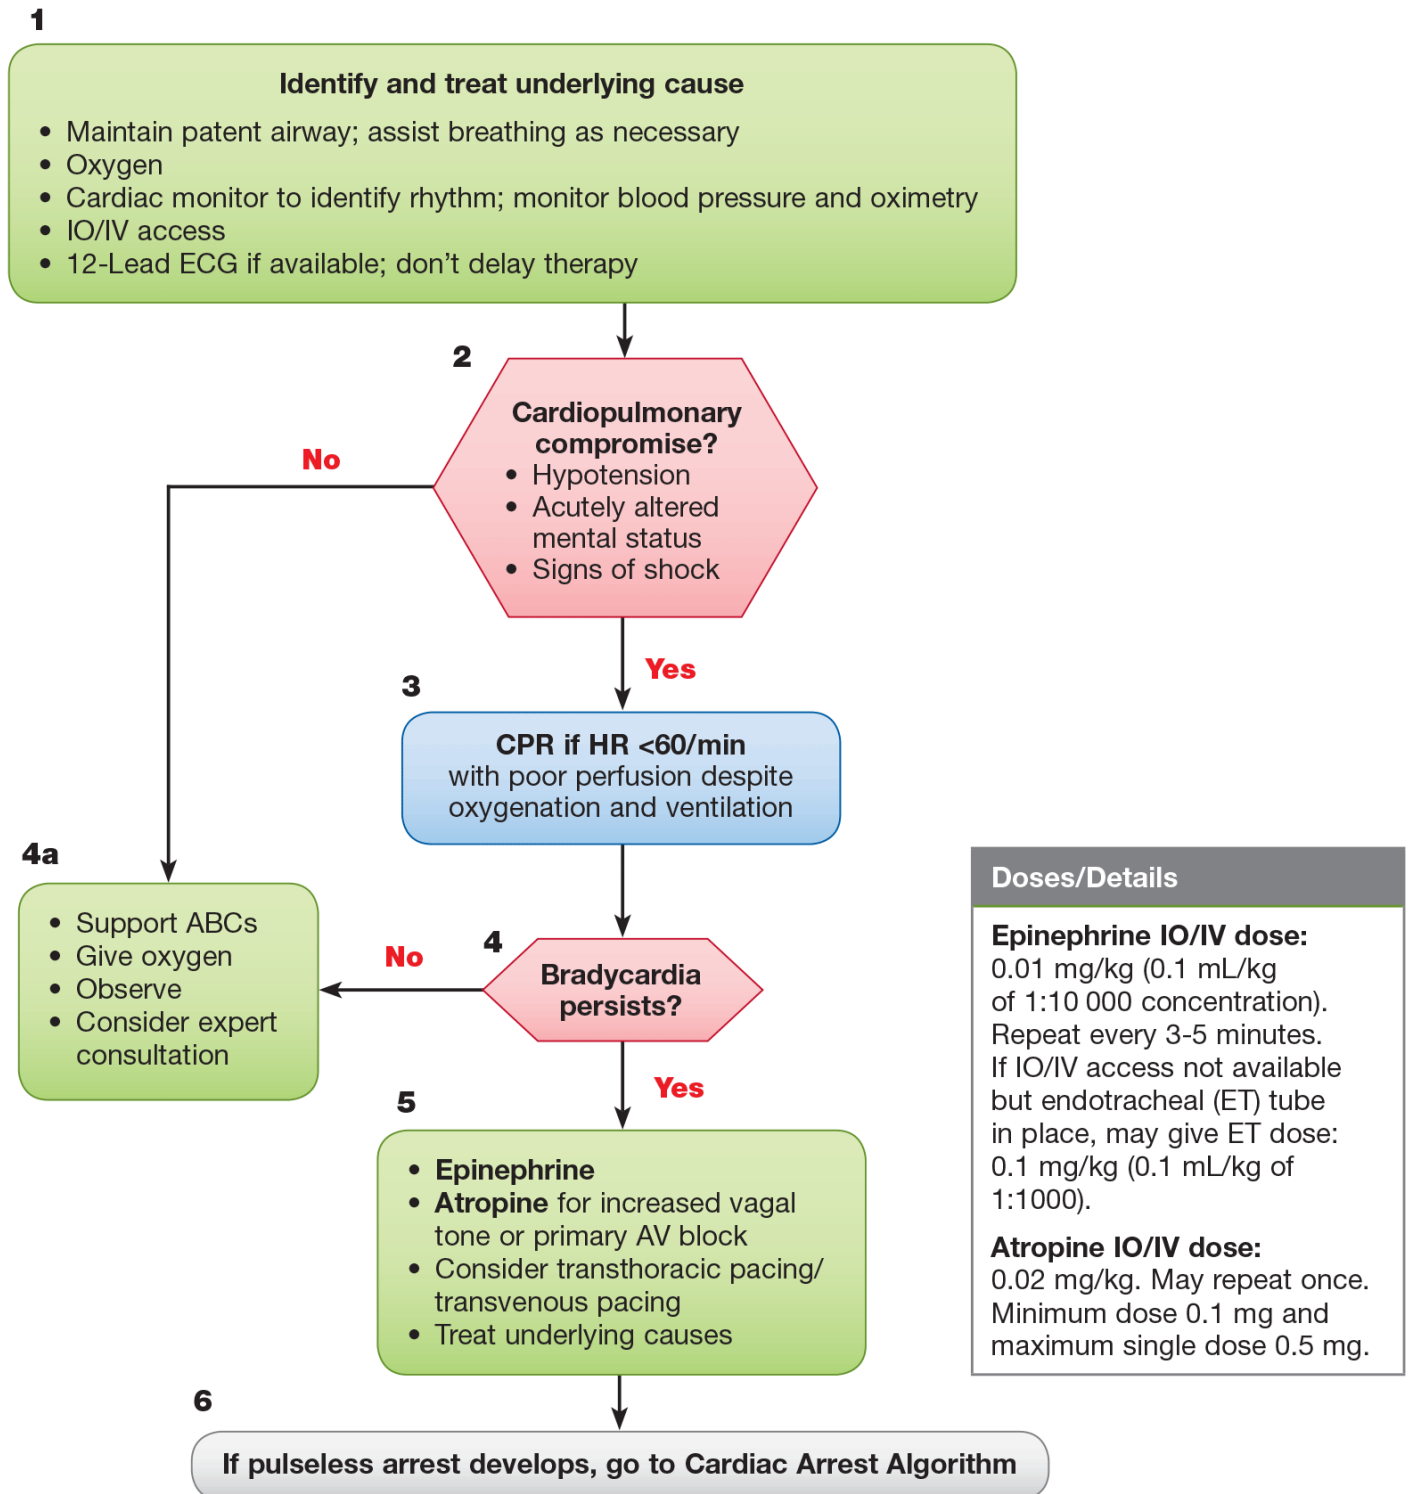 1
Identify and treat underlying cause
• Maintain patent airway; assist breathing as necessary
• Oxygen
• Cardiac monitor to identify rhythm; monitor blood pressure and oximetry
• IO/IV access
• 12-Lead ECG if available; don’t delay therapy
2
Cardiopulmonary
compromise?
• Hypotension
• Acutely altered
mental status
• Signs of shock
No
Yes
3
CPR if HR <60/min
with poor perfusion despite
oxygenation and ventilation
4a
• Support ABCs
• Give oxygen
• Observe
• Consider expert
consultation
No
4
Bradycardia
persists?
Yes
5
• Epinephrine
• Atropine for increased vagal
tone or primary AV block
• Consider transthoracic pacing/
transvenous pacing
• Treat underlying causes
6
If pulseless arrest develops, go to Cardiac Arrest Algorithm
Doses/Details
Epinephrine IO/IV dose:
0.01 mg/kg (0.1 mL/kg
of 1:10 000 concentration).
Repeat every 3-5 minutes.
If IO/IV access not available
but endotracheal (ET) tube
in place, may give ET dose:
0.1 mg/kg (0.1 mL/kg of
1:1000).
Atropine IO/IV dose:
0.02 mg/kg. May repeat once.
Minimum dose 0.1 mg and
maximum single dose 0.5 mg.